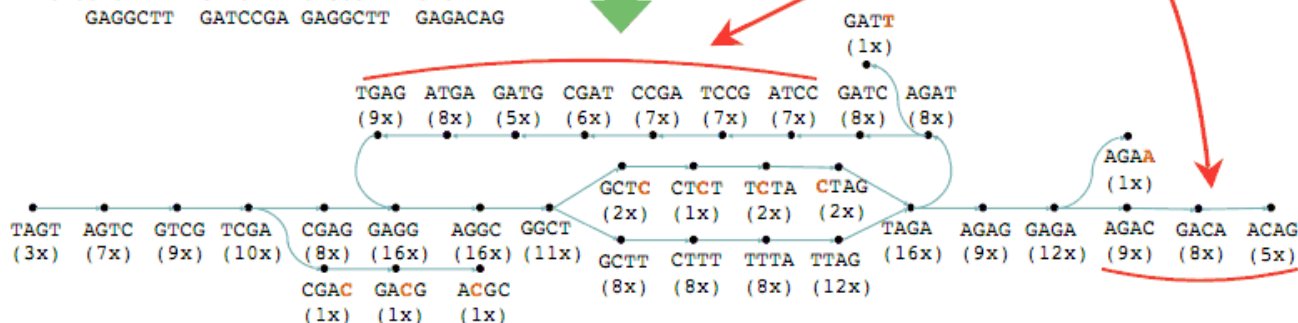 GAGGCTT GATCCGA GAGGCTT GAGACAG
GATT
(1x)
TGAG ATGA GATG CGAT CCGA TCCG ATCC GATC AGAT
(9x) (8x) (5x) (6x) (7x) (7x) (7x) (8x) (8x)
AGAA
(1x)
GCTC CTCT TCTA CTAG
(2x) (1x) (2x) (2x)
TAGT AGTC GTCG TCGA CGAG GAGG AGGC GGCT TAGA AGAG GAGA AGAC GACA ACAG
(3x) (7x) (9x) (10x) (8x) (16x) (16x) (11x) (16x) (9x) (12x) (9x) (8x) (5x)
GCTT CTTT TTTA TTAG
(8x) (8x) (8x) (12x)
CGAC GACG ACGC
(1x) (1x) (1x)